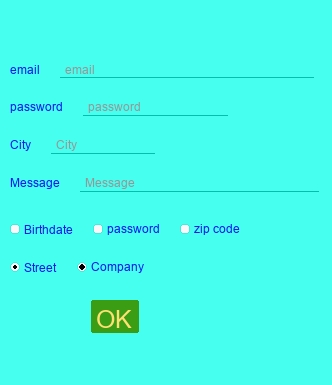 email email
password password
City City
Message Message
Birthdate password zip code
Street Company
OK